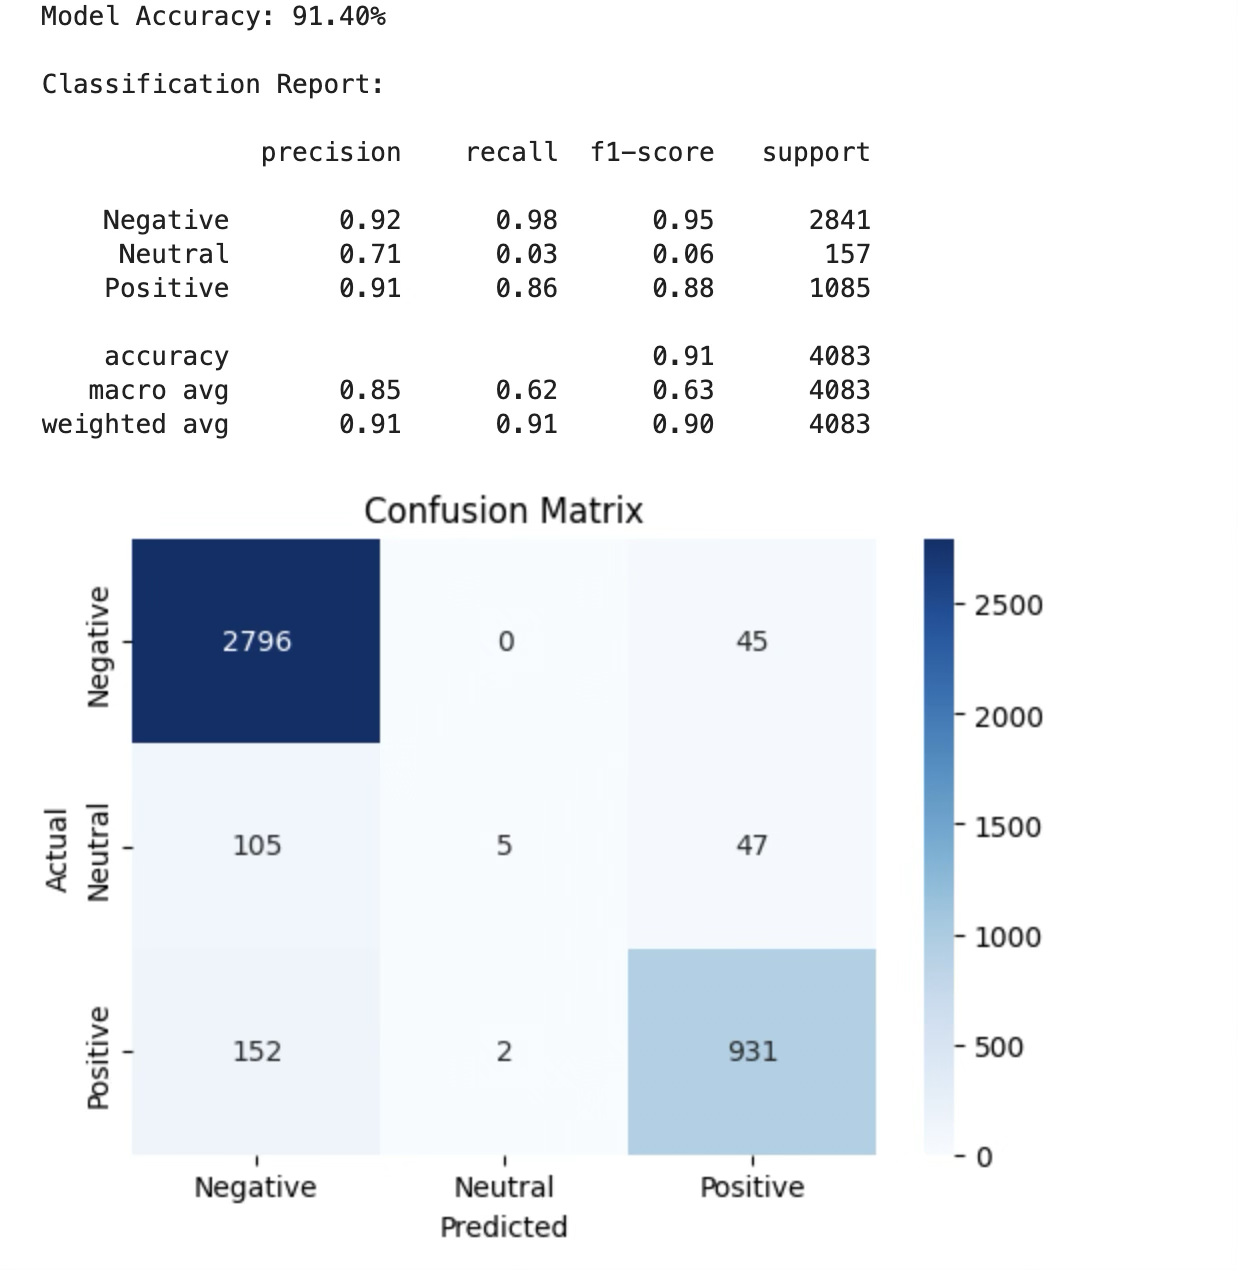 Model Accuracy: 91.40%
Classification Report:
precision recall f1-score support
Negative 0.92 0.98 0.95 2841
Neutral 0.71 0.03 0.06 157
Positive 0.91 0.86 0.88 1085
accuracy 0.91 4083
macro avg 0.85 0.62 0.63 4083
weighted avg 0.91 0.91 0.90 4083
Confusion Matrix
Actual
Negative 2796 0 45
Neutral 105 5 47
Positive 152 2 931
Negative Neutral Positive
Predicted
2500
2000
1500
1000
500
0